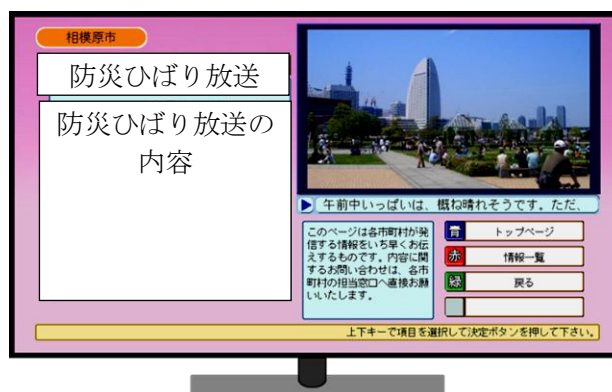 相模原市
防災ひばり放送
防災ひばり放送の
内容
午前中いっぱいは、概ね晴れそうです。ただ、
このページは各市町村が発
信する情報をいち早くお伝
えするものです。内容に関
するお問い合わせは、各市
町村の担当窓口へ直接お願
いいたします。
青 トップページ
赤 情報一覧
緑 戻る
上下キーで項目を選択して決定ボタンを押して下さい。